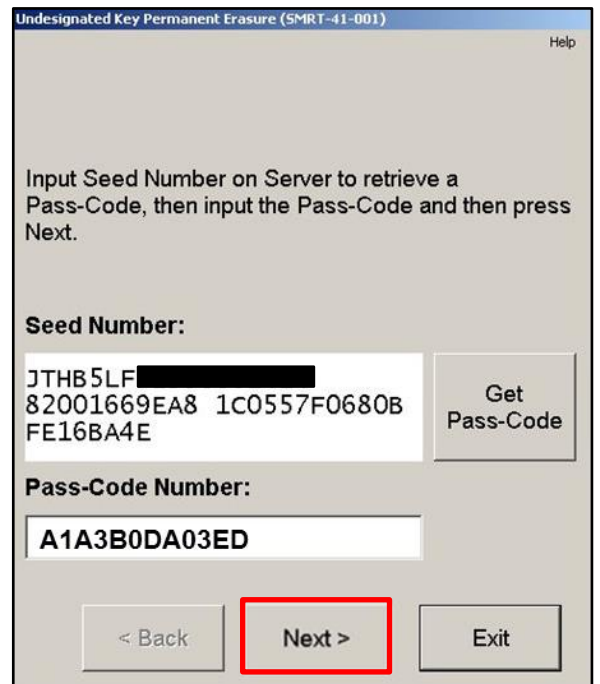 Undesignated Key Permanent Erasure (SMRT-41-001)
Help
Input Seed Number on Server to retrieve a
Pass-Code, then input the Pass-Code and then press
Next.
Seed Number:
JTHB5LF
82001669EA8 1C0557F0680B
FE16BA4E
Get
Pass-Code
Pass-Code Number:
A1A3B0DA03ED
< Back
Next >
Exit